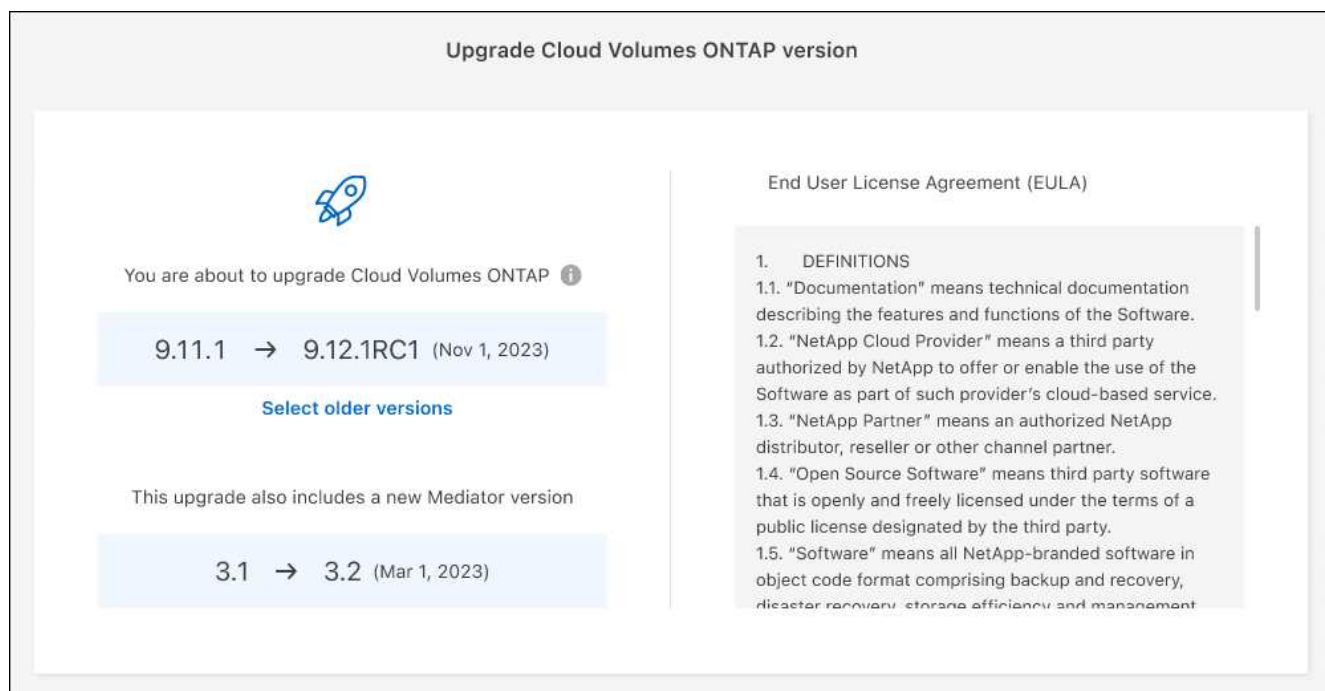 Upgrade Cloud Volumes ONTAP version
You are about to upgrade Cloud Volumes ONTAP
9.11.1 → 9.12.1RC1 (Nov 1, 2023)
Select older versions
This upgrade also includes a new Mediator version
3.1 → 3.2 (Mar 1, 2023)
End User License Agreement (EULA)
1. DEFINITIONS
1.1. “Documentation” means technical documentation
describing the features and functions of the Software.
1.2. “NetApp Cloud Provider” means a third party
authorized by NetApp to offer or enable the use of the
Software as part of such provider’s cloud-based service.
1.3. “NetApp Partner” means an authorized NetApp
distributor, reseller or other channel partner.
1.4. “Open Source Software” means third party software
that is openly and freely licensed under the terms of a
public license designated by the third party.
1.5. “Software” means all NetApp-branded software in
object code format comprising backup and recovery,
disaster recovery, storage efficiency and management